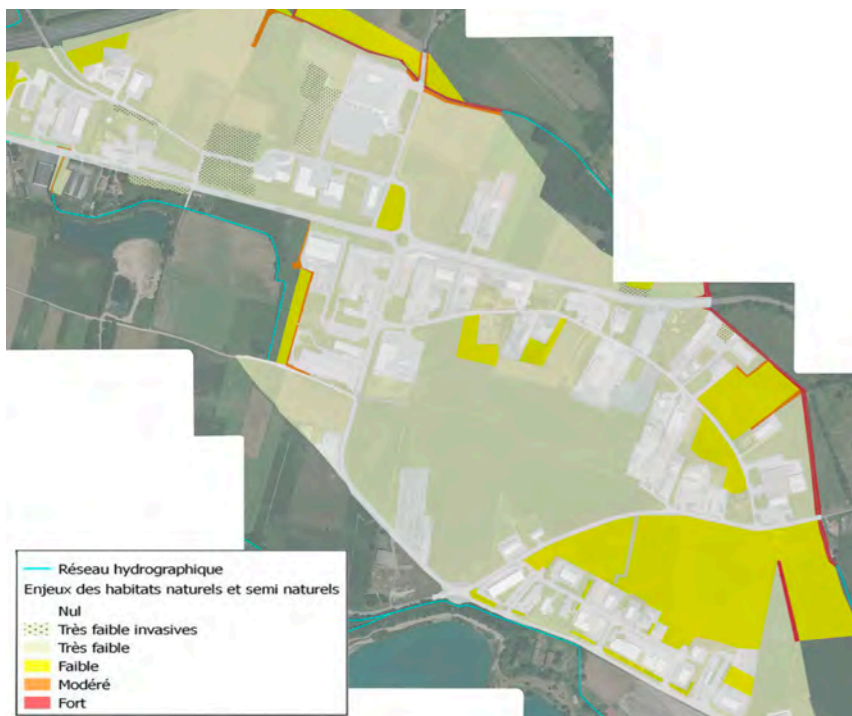 Réseau hydrographique
Enjeux des habitats naturels et semi naturels
Nul
Très faible invasives
Très faible
Faible
Modéré
Fort